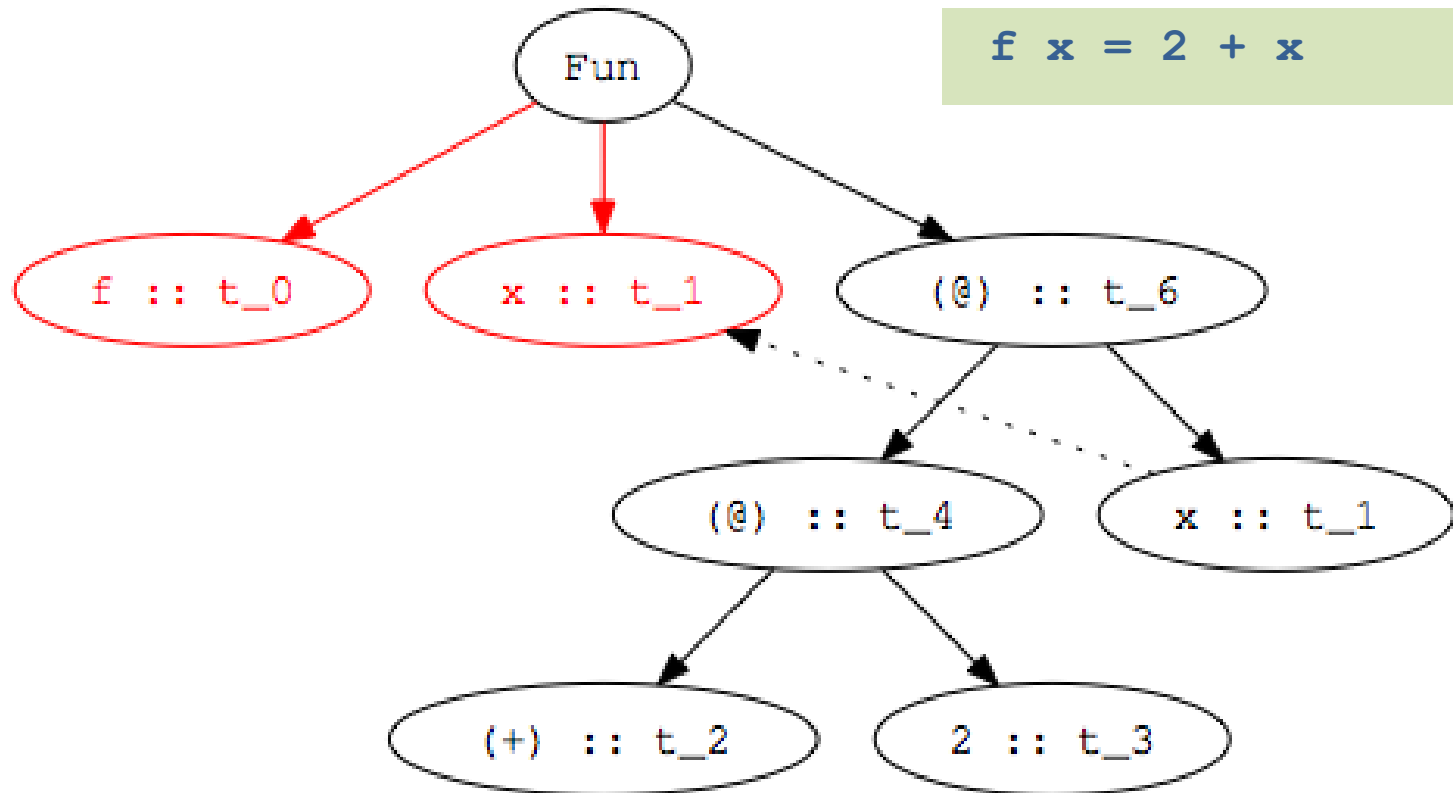 f x = 2 + x
Fun
f :: t_0
x :: t_1
(@) :: t_6
(@) :: t_4
x :: t_1
(+) :: t_2
2 :: t_3